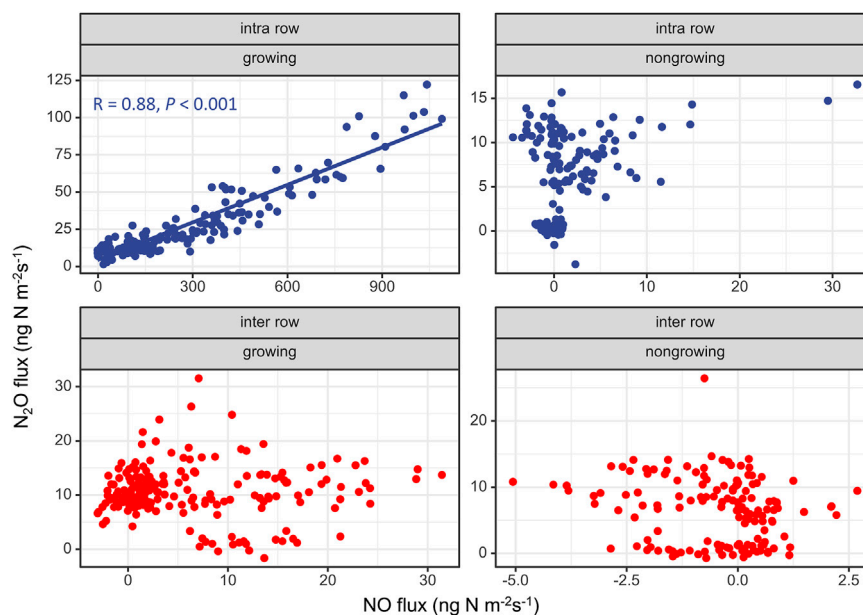 intra row
growing
R = 0.88, P < 0.001
125
100
75
50
25
0
0 300 600 900
intra row
nongrowing
15
10
5
0
0 10 20 30
inter row
growing
30
20
10
0
0 10 20 30
inter row
nongrowing
20
10
0
-5.0 -2.5 0.0 2.5
N₂O flux (ng N m⁻²s⁻¹)
NO flux (ng N m⁻²s⁻¹)